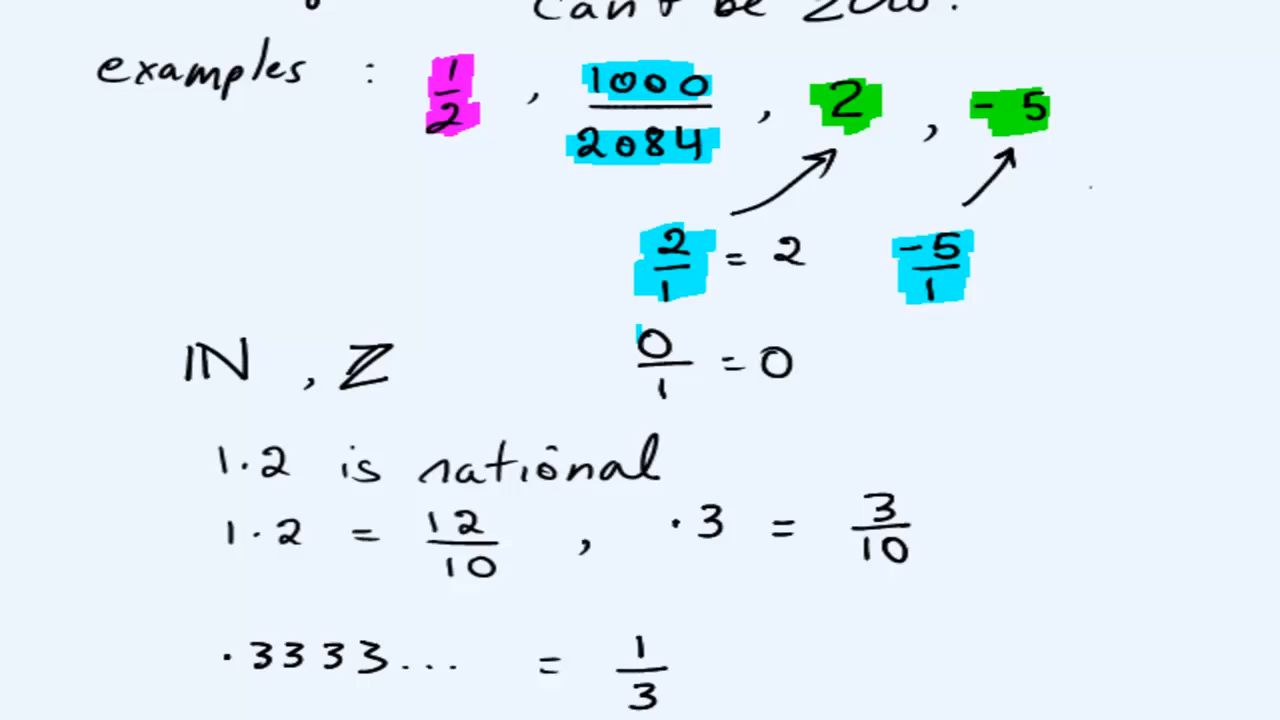 can't be zero.
examples : 1/2 , 1000/2084 , 2 , -5
2/1 = 2 -5/1
IN , Z 0/1 = 0
1.2 is rational
1.2 = 12/10 , .3 = 3/10
.3333... = 1/3